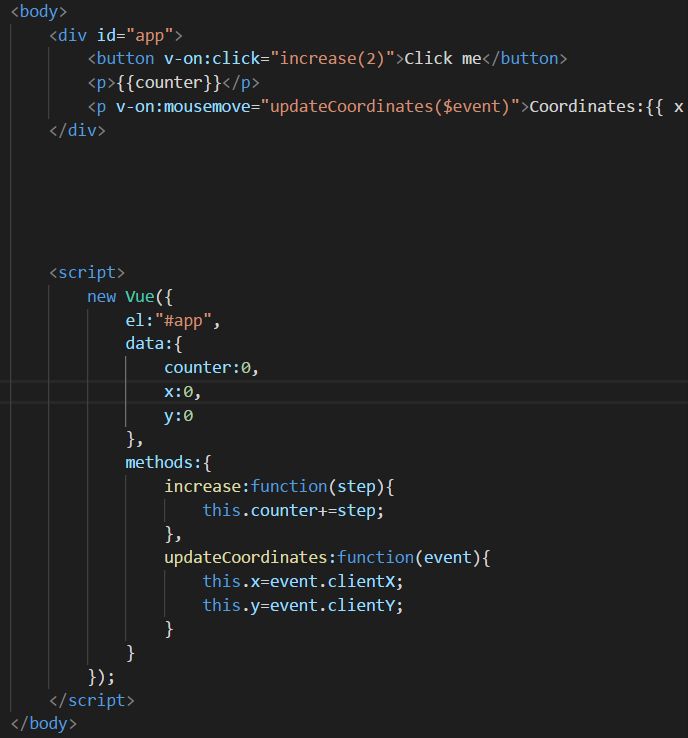 <body>
<div id="app">
<button v-on:click="increase(2)">Click me</button>
<p>{{counter}}</p>
<p v-on:mousemove="updateCoordinates($event)">Coordinates:{{ x
</div>
<script>
new Vue({
el:"#app",
data:{
counter:0,
x:0,
y:0
},
methods:{
increase:function(step){
this.counter+=step;
},
updateCoordinates:function(event){
this.x=event.clientX;
this.y=event.clientY;
}
}
});
</script>
</body>